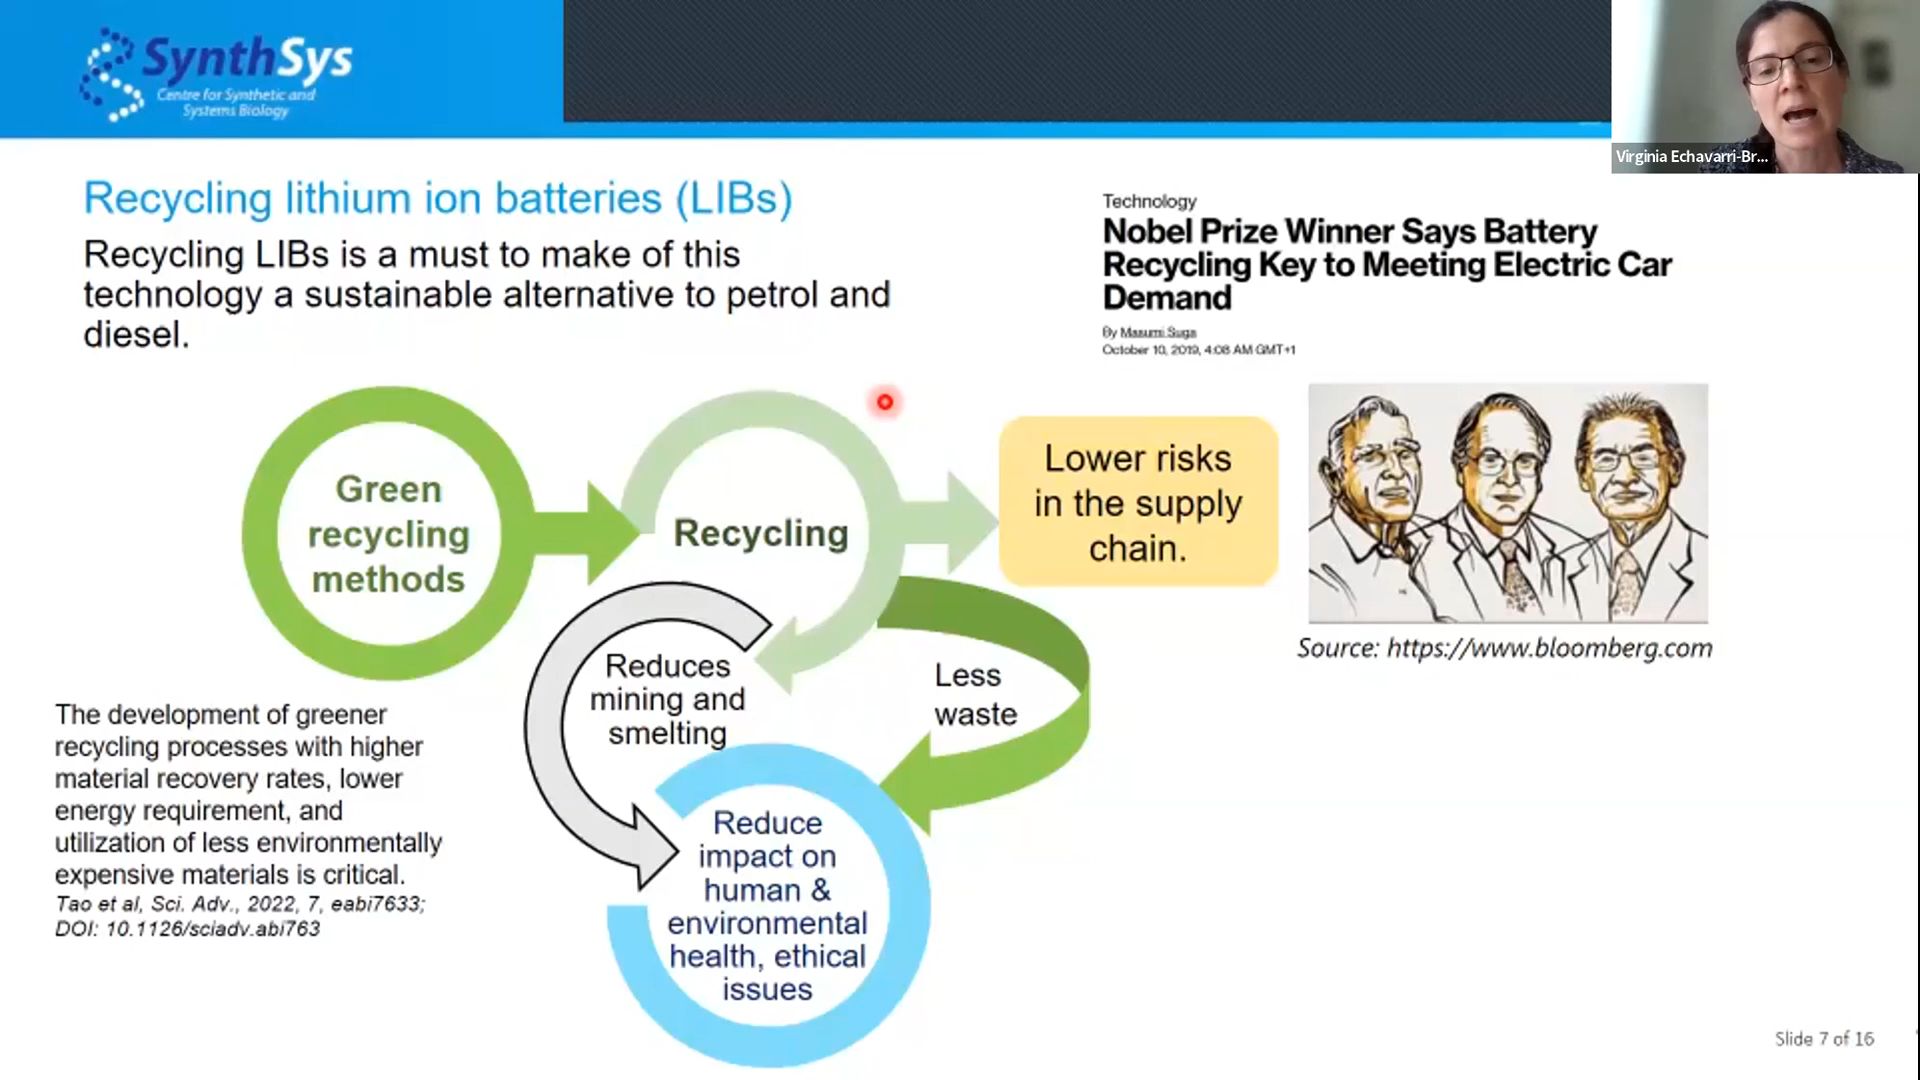 SynthSys
Centre for Synthetic and
Systems Biology
Virginia Echavarri-Br...
Recycling lithium ion batteries (LIBs)
Recycling LIBs is a must to make of this
technology a sustainable alternative to petrol and
diesel.
Technology
Nobel Prize Winner Says Battery
Recycling Key to Meeting Electric Car
Demand
By Masumi Suga
October 10, 2019, 4:08 AM GMT+1
Green
recycling
methods
Recycling
Lower risks
in the supply
chain.
Source: https://www.bloomberg.com
Reduces
mining and
smelting
Less
waste
The development of greener
recycling processes with higher
material recovery rates, lower
energy requirement, and
utilization of less environmentally
expensive materials is critical.
Tao et al, Sci. Adv., 2022, 7, eabi7633;
DOI: 10.1126/sciadv.abi763
Reduce
impact on
human &
environmental
health, ethical
issues
Slide 7 of 16